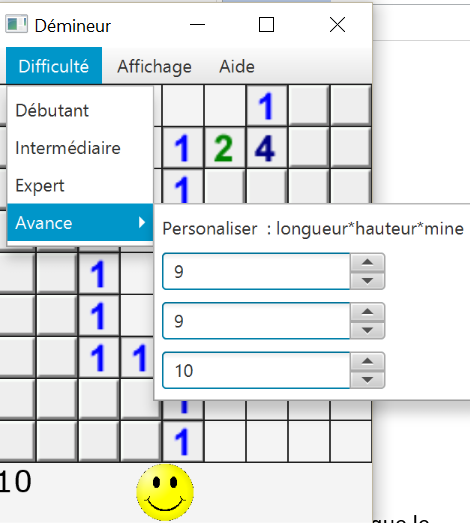 Démineur
Difficulté Affichage Aide
1
Débutant
Intermédiaire 1 2 4
Expert 1
Avance
Personaliser : longueur*hauteur*mine
1
9
1
9
1 1
10
1
1
10